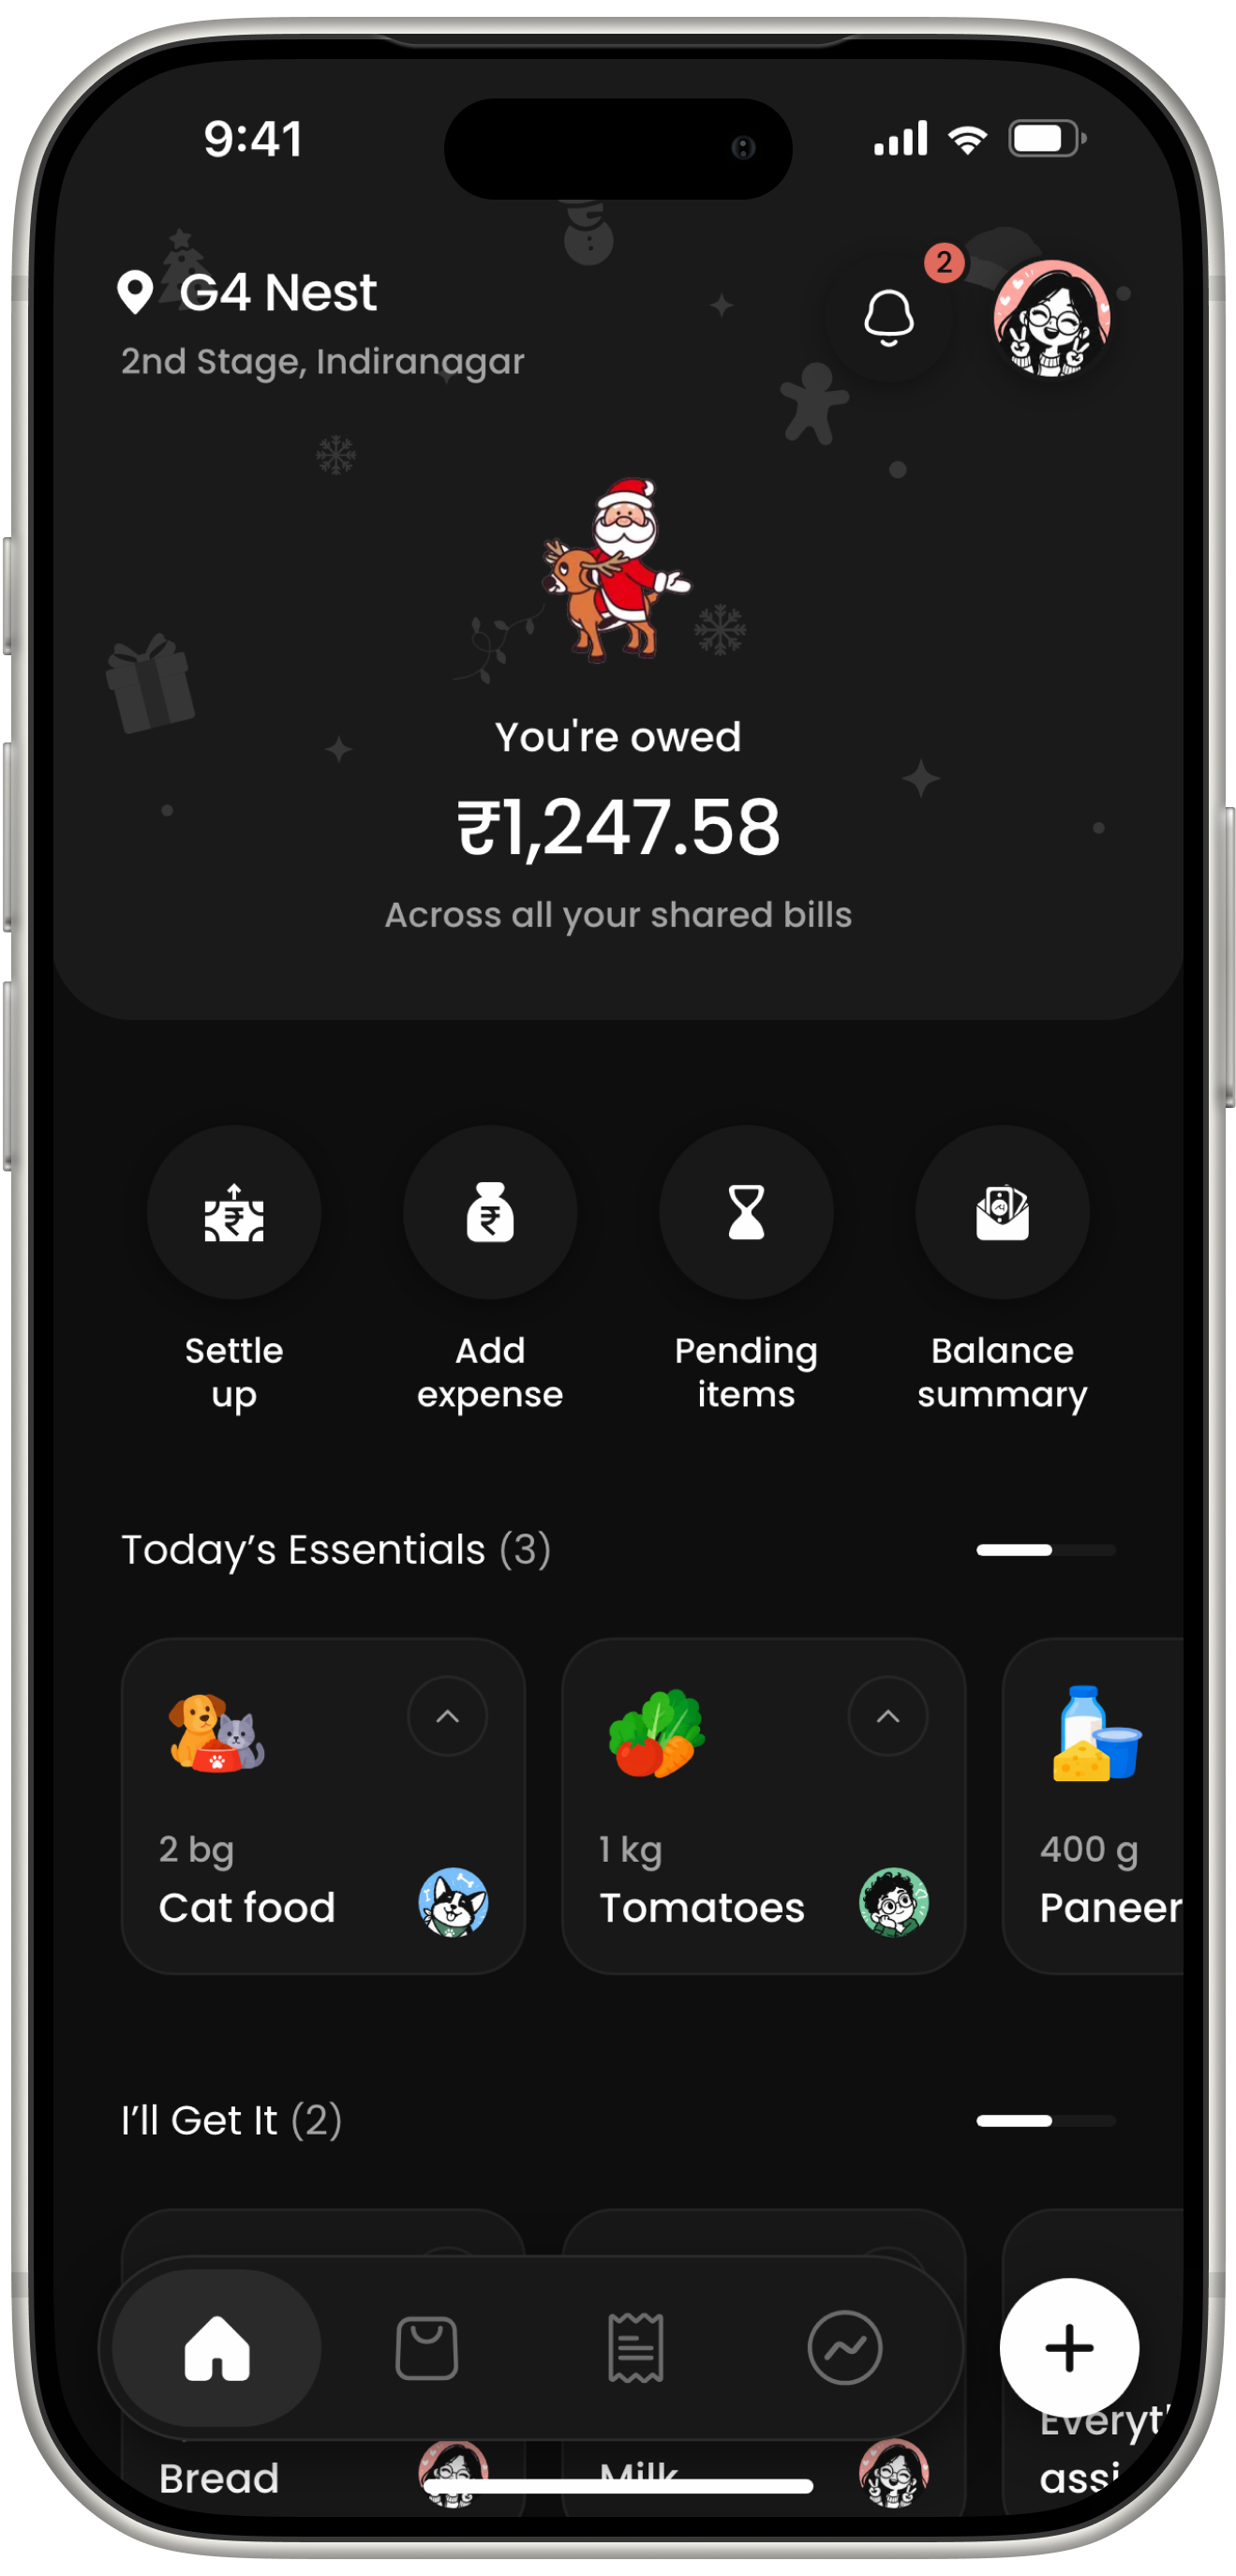 9:41
G4 Nest
2
2nd Stage, Indiranagar
You're owed
₹1,247.58
Across all your shared bills
Settle
up
Add
expense
Pending
items
Balance
summary
Today’s Essentials (3)
2 bg
Cat food
1 kg
Tomatoes
400 g
Paneer
I’ll Get It (2)
Bread
Milk